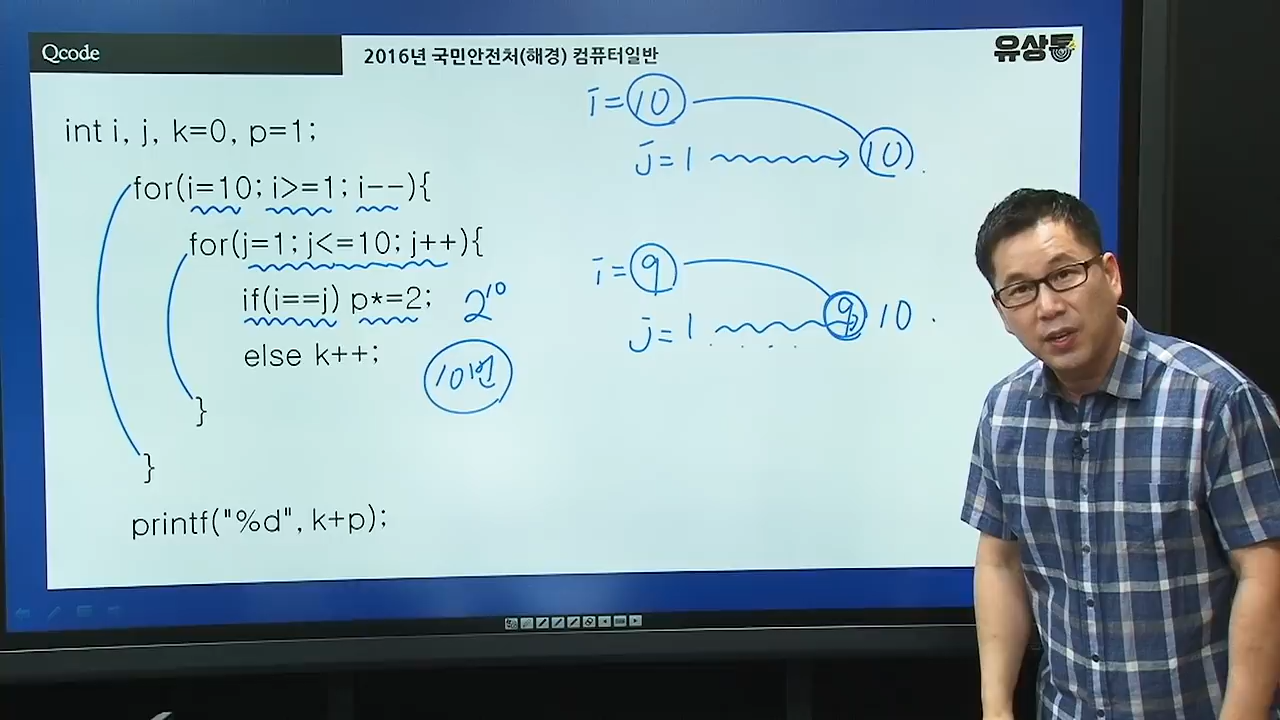 Qcode
2016년 국민안전처(해경) 컴퓨터일반
유상통
int i, j, k=0, p=1;
for(i=10; i>=1; i--){
for(j=1; j<=10; j++){
if(i==j) p*=2;
else k++;
}
}
printf("%d", k+p);
2¹⁰
10번
i=10
j=1 10
i=9
j=1 9 10